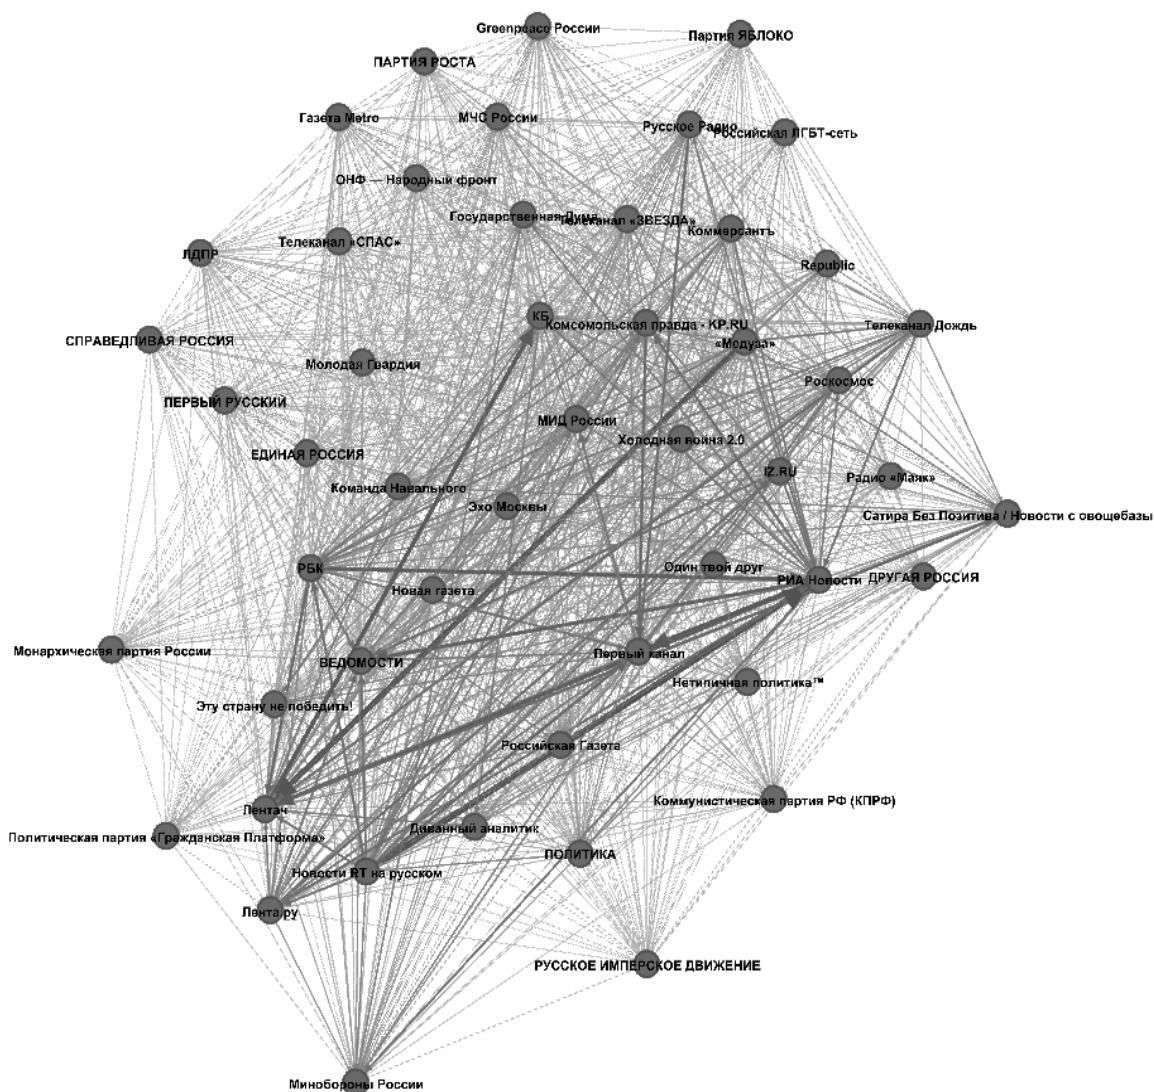 Greenpeace России
Партия ЯБЛОКО
ПАРТИЯ РОСТА
Газета Metro
МЧС России
Русское Радио
Российская ЛГБТ-сеть
ОНФ — Народный фронт
Государственная Дума
Телеканал «ЗВЕЗДА»
Коммерсантъ
Телеканал «СПАС»
ЛДПР
Republic
КБ
Комсомольская правда - KP.RU
Телеканал Дождь
СПРАВЕДЛИВАЯ РОССИЯ
«Медуза»
Молодая Гвардия
Роскосмос
ПЕРВЫЙ РУССКИЙ
МИД России
Холодная война 2.0
ЕДИНАЯ РОССИЯ
IZ.RU
Радио «Маяк»
Команда Навального
Эхо Москвы
Сатира Без Позитива / Новости с овощебазы
РБК
Один твой друг
РИА Новости
ДРУГАЯ РОССИЯ
Новая газета
Монархическая партия России
ВЕДОМОСТИ
Первый канал
Нетипичная политика™
Эту страну не победить!
Российская Газета
Коммунистическая партия РФ (КПРФ)
Лентач
Диванный аналитик
Политическая партия «Гражданская Платформа»
ПОЛИТИКА
Новости RT на русском
Лента.ру
РУССКОЕ ИМПЕРСКОЕ ДВИЖЕНИЕ
Минобороны России